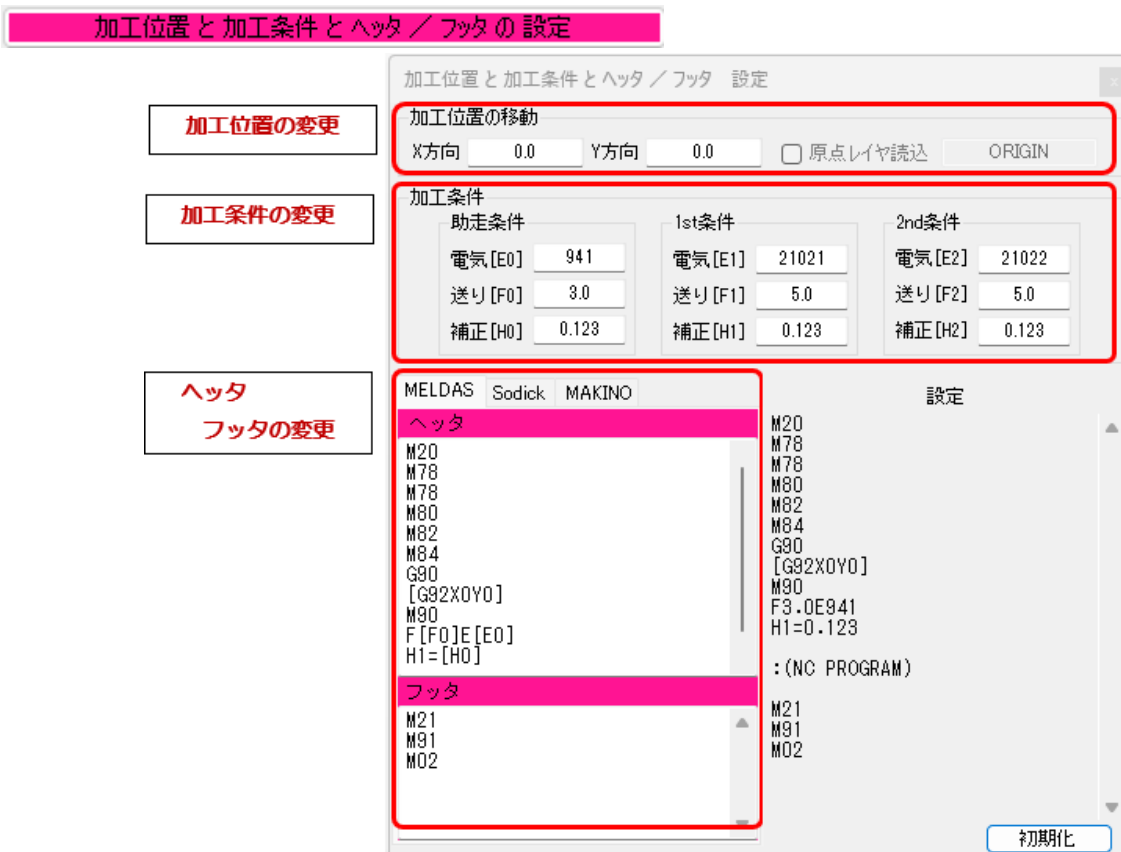 加工位置 と 加工条件 と ヘッタ ／ フッタ の 設定
加工位置 と 加工条件 と ヘッタ ／ フッタ　設定
x
加工位置の変更
加工位置の移動
X方向 0.0 Y方向 0.0 原点レイヤ読込 ORIGIN
加工条件の変更
加工条件
助走条件 1st条件 2nd条件
電気[E0] 941 電気[E1] 21021 電気[E2] 21022
送り[F0] 3.0 送り[F1] 5.0 送り[F2] 5.0
補正[H0] 0.123 補正[H1] 0.123 補正[H2] 0.123
ヘッタ
フッタの変更
MELDAS Sodick MAKINO
ヘッタ
M20
M78
M78
M80
M82
M84
G90
[G92X0Y0]
M90
F[F0]E[E0]
H1=[H0]
フッタ
M21
M91
M02
設定
M20
M78
M78
M80
M82
M84
G90
[G92X0Y0]
M90
F3.0E941
H1=0.123
:(NC PROGRAM)
M21
M91
M02
初期化